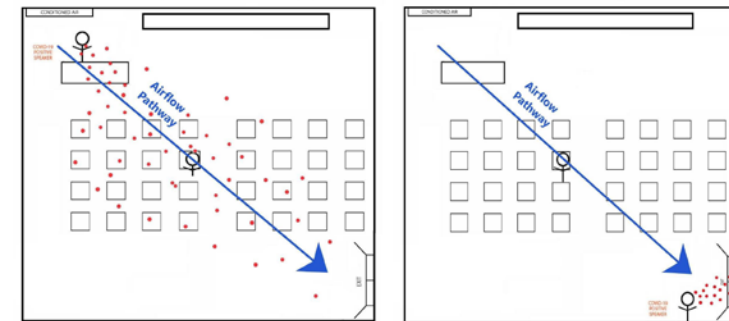 CONDITIONED AIR
COVID-19
POSITIVE
SPEAKER
Airflow
Pathway
EXIT
CONDITIONED AIR
Airflow
Pathway
COVID-19
POSITIVE
SPEAKER